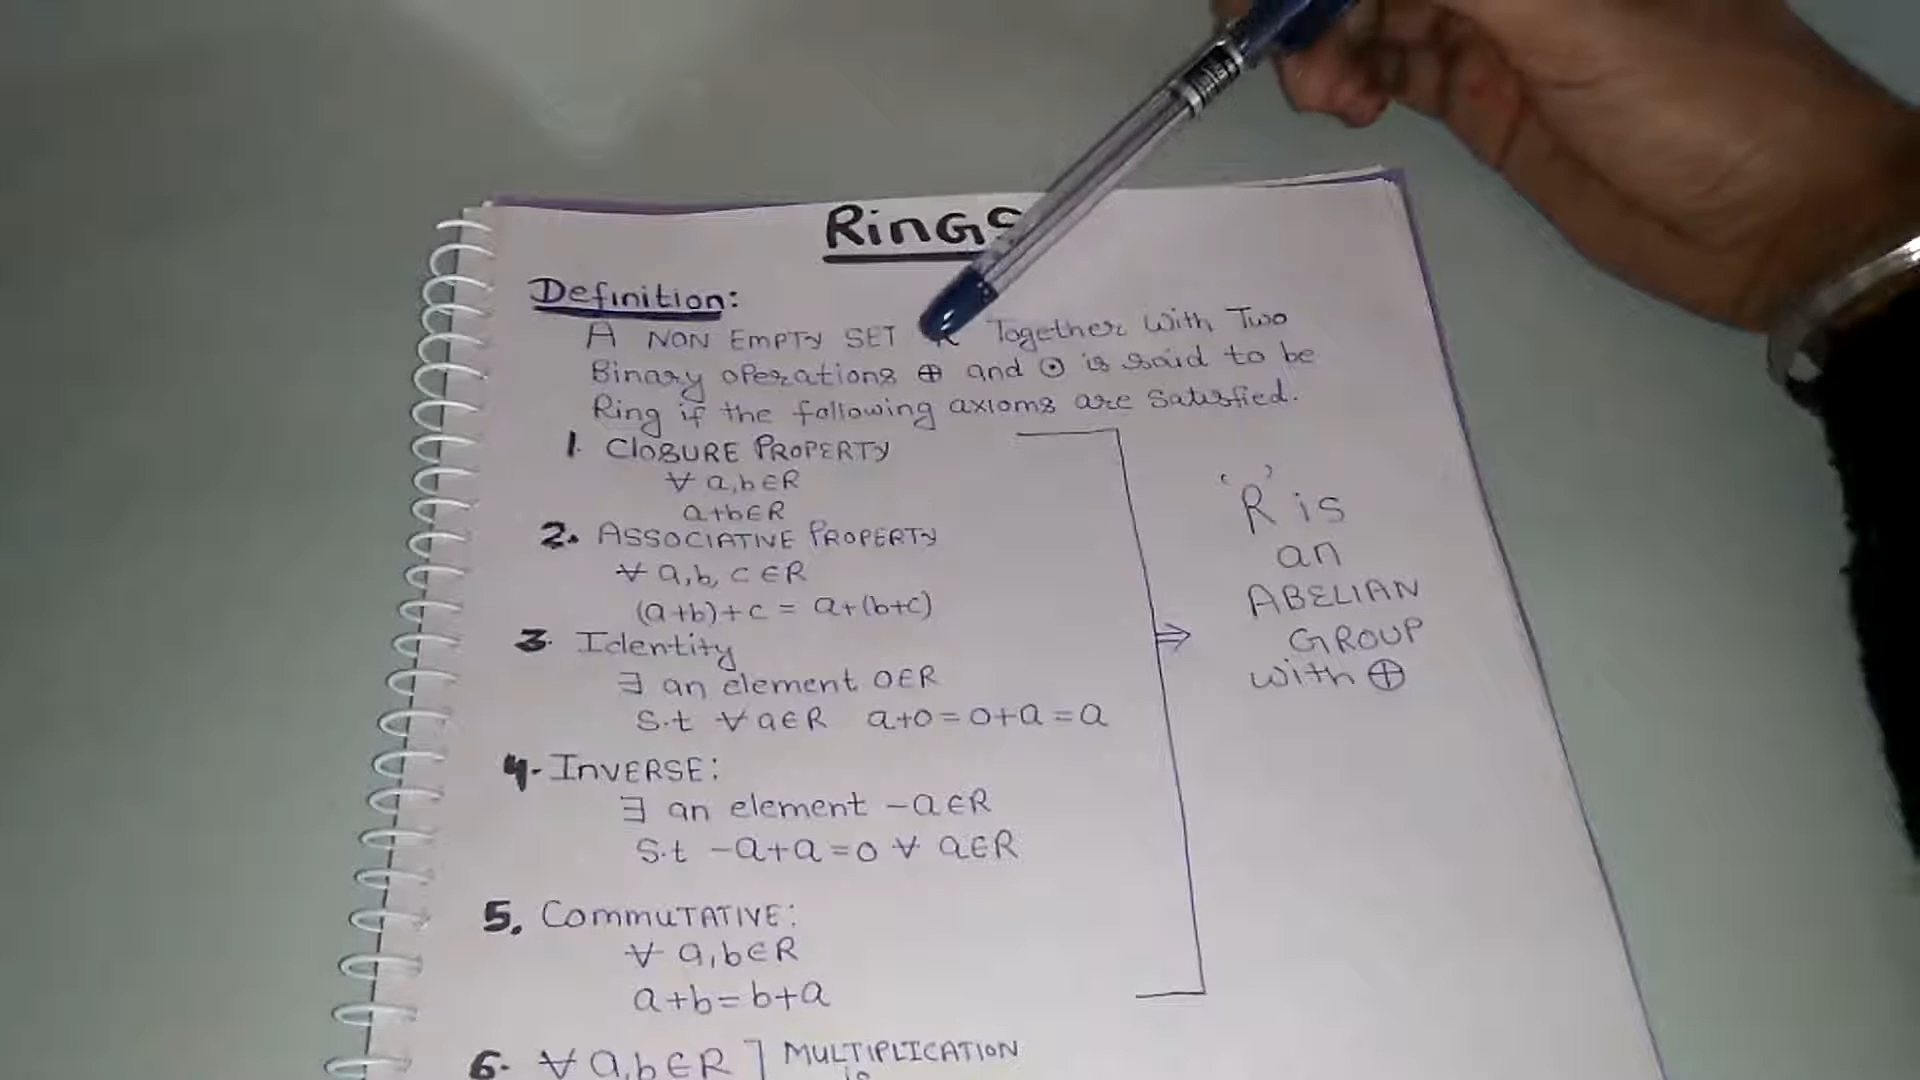 RINGS
Definition:
A NON EMPTY SET R Together With Two
Binary operations ⊕ and ⊙ is said to be
Ring if the following axioms are Satisfied.
1. CLOSURE PROPERTY
∀ a,b∈R
a+b∈R
2. ASSOCIATIVE PROPERTY
∀ a,b,c∈R
(a+b)+c = a+(b+c)
3. Identity
∃ an element 0∈R
S.t ∀a∈R a+0=0+a=a
4. INVERSE:
∃ an element -a∈R
S.t -a+a=0 ∀ a∈R
5. COMMUTATIVE:
∀ a,b∈R
a+b=b+a
6. ∀ a,b∈R ] MULTIPLICATION
is
⇒ 'R' is
an
ABELIAN
GROUP
with ⊕